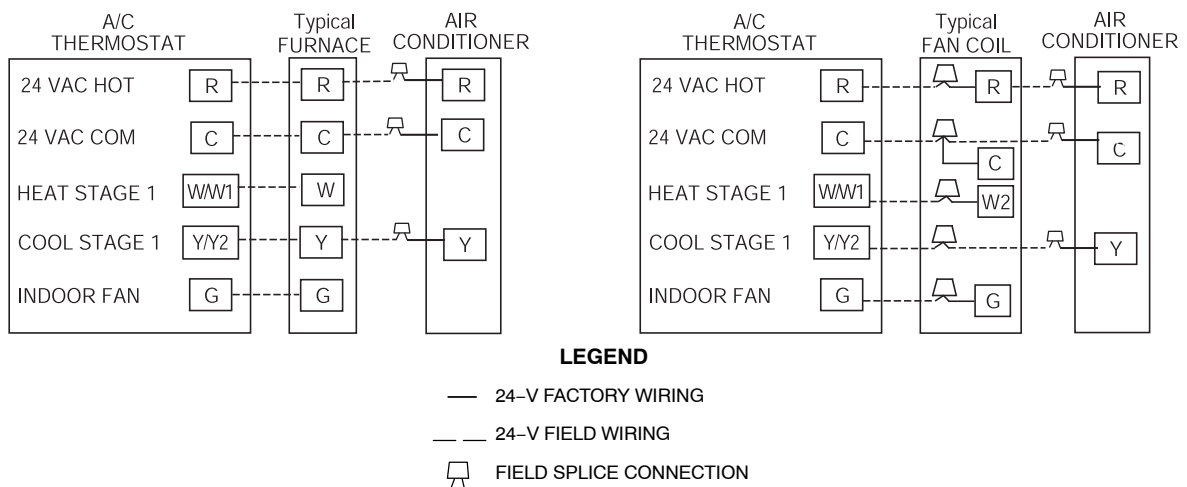 A/C
THERMOSTAT
Typical
FURNACE
AIR
CONDITIONER
24 VAC HOT R R R
24 VAC COM C C C
HEAT STAGE 1 W/W1 W
COOL STAGE 1 Y/Y2 Y Y
INDOOR FAN G G
A/C
THERMOSTAT
Typical
FAN COIL
AIR
CONDITIONER
24 VAC HOT R R R
24 VAC COM C C C
HEAT STAGE 1 W/W1 W2
COOL STAGE 1 Y/Y2 Y
INDOOR FAN G G
LEGEND
24–V FACTORY WIRING
24–V FIELD WIRING
FIELD SPLICE CONNECTION